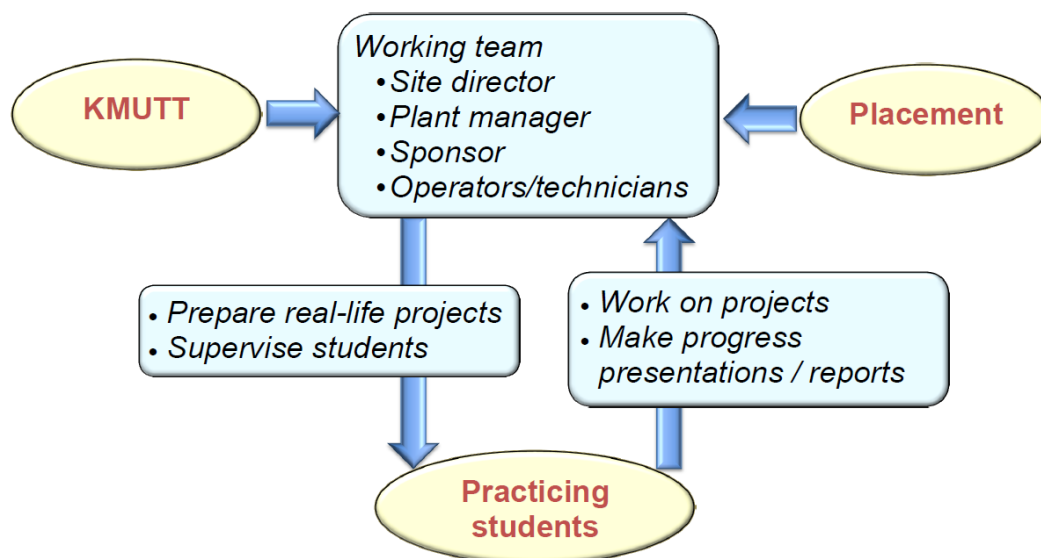 Working team
•Site director
•Plant manager
•Sponsor
•Operators/technicians
KMUTT
Placement
• Prepare real-life projects
• Supervise students
• Work on projects
• Make progress
presentations / reports
Practicing
students